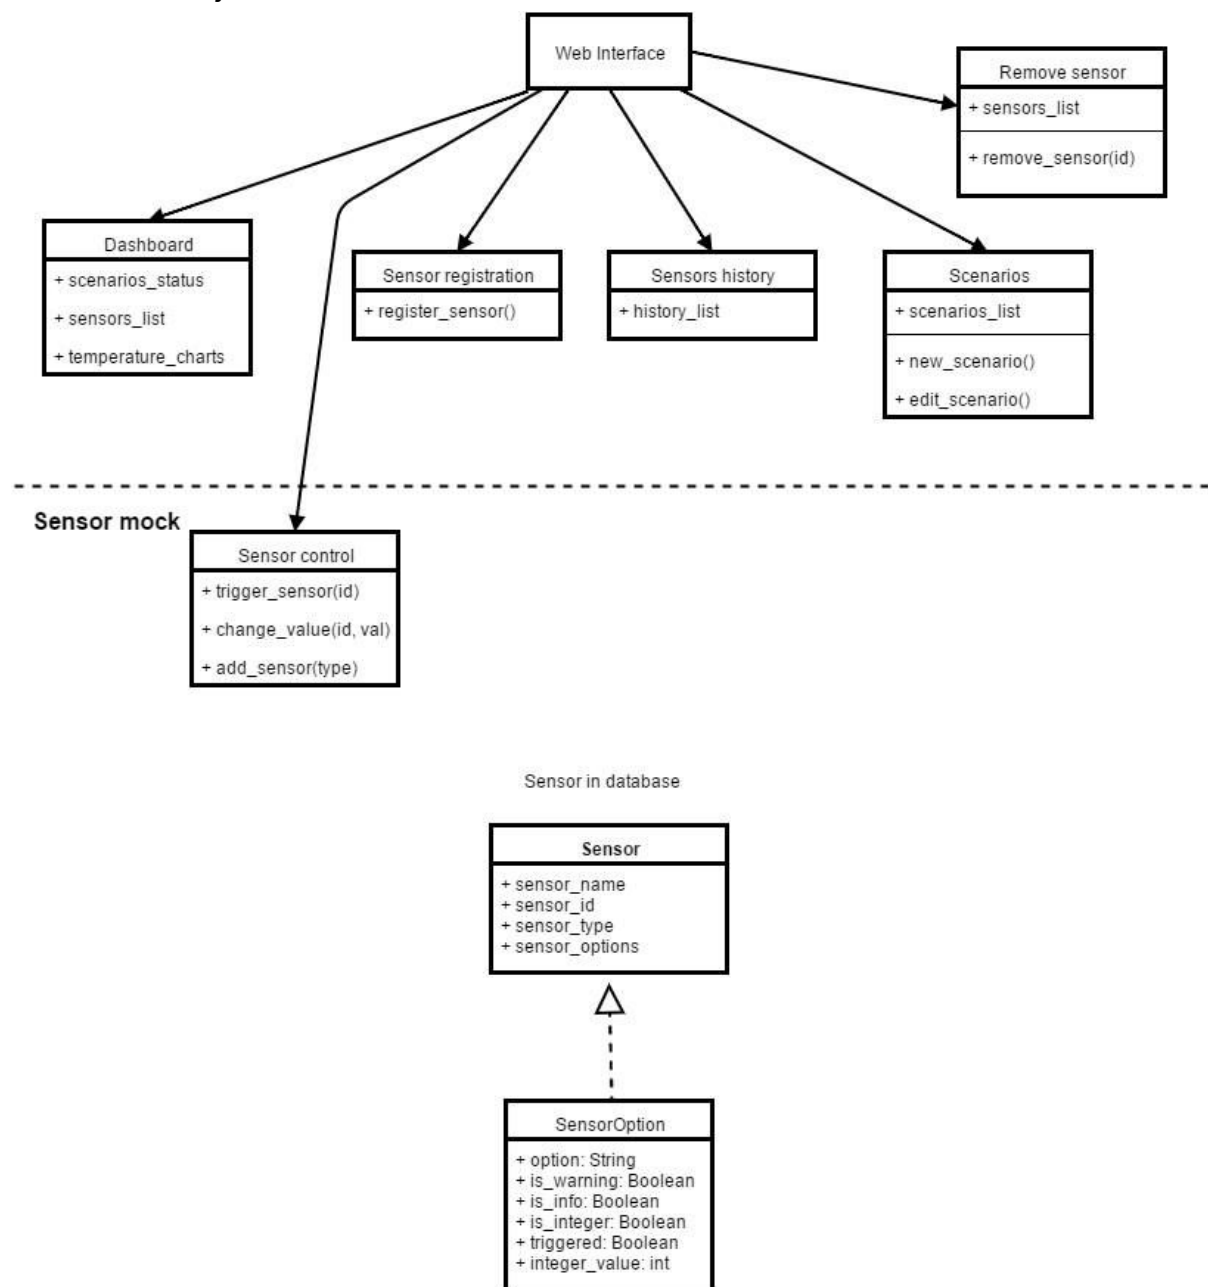 Web Interface
Remove sensor
+ sensors_list
+ remove_sensor(id)
Dashboard
+ scenarios_status
+ sensors_list
+ temperature_charts
Sensor registration
+ register_sensor()
Sensors history
+ history_list
Scenarios
+ scenarios_list
+ new_scenario()
+ edit_scenario()
Sensor mock
Sensor control
+ trigger_sensor(id)
+ change_value(id, val)
+ add_sensor(type)
Sensor in database
Sensor
+ sensor_name
+ sensor_id
+ sensor_type
+ sensor_options
SensorOption
+ option: String
+ is_warning: Boolean
+ is_info: Boolean
+ is_integer: Boolean
+ triggered: Boolean
+ integer_value: int